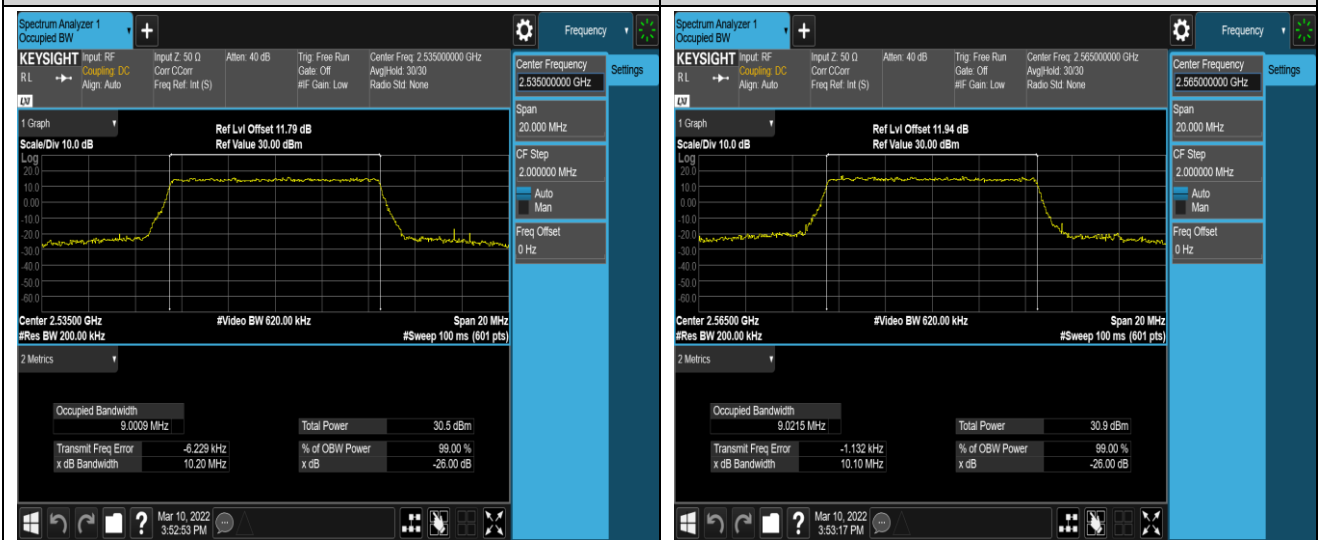 Spectrum Analyzer 1
Occupied BW
+
Frequency
KEYSIGHT
RL
LXI
Input: RF
Coupling: DC
Align: Auto
Input Z: 50 Ω
Corr CCorr
Freq Ref: Int (S)
Atten: 40 dB
Trig: Free Run
Gate: Off
#IF Gain: Low
Center Freq: 2.535000000 GHz
Avg|Hold: 30/30
Radio Std: None
Center Frequency
2.535000000 GHz
Settings
Span
20.000 MHz
CF Step
2.000000 MHz
Auto
Man
Freq Offset
0 Hz
1 Graph
Scale/Div 10.0 dB
Ref Lvl Offset 11.79 dB
Ref Value 30.00 dBm
Log
20.0
10.0
0.00
-10.0
-20.0
-30.0
-40.0
-50.0
-60.0
Center 2.53500 GHz
#Video BW 620.00 kHz
Span 20 MHz
#Res BW 200.00 kHz
#Sweep 100 ms (601 pts)
2 Metrics
Occupied Bandwidth
9.0009 MHz
Total Power 30.5 dBm
Transmit Freq Error -6.229 kHz
% of OBW Power 99.00 %
x dB Bandwidth 10.20 MHz
x dB -26.00 dB
?
Mar 10, 2022
3:52:53 PM
Spectrum Analyzer 1
Occupied BW
+
Frequency
KEYSIGHT
RL
LXI
Input: RF
Coupling: DC
Align: Auto
Input Z: 50 Ω
Corr CCorr
Freq Ref: Int (S)
Atten: 40 dB
Trig: Free Run
Gate: Off
#IF Gain: Low
Center Freq: 2.565000000 GHz
Avg|Hold: 30/30
Radio Std: None
Center Frequency
2.565000000 GHz
Settings
Span
20.000 MHz
CF Step
2.000000 MHz
Auto
Man
Freq Offset
0 Hz
1 Graph
Scale/Div 10.0 dB
Ref Lvl Offset 11.94 dB
Ref Value 30.00 dBm
Log
20.0
10.0
0.00
-10.0
-20.0
-30.0
-40.0
-50.0
-60.0
Center 2.56500 GHz
#Video BW 620.00 kHz
Span 20 MHz
#Res BW 200.00 kHz
#Sweep 100 ms (601 pts)
2 Metrics
Occupied Bandwidth
9.0215 MHz
Total Power 30.9 dBm
Transmit Freq Error -1.132 kHz
% of OBW Power 99.00 %
x dB Bandwidth 10.10 MHz
x dB -26.00 dB
?
Mar 10, 2022
3:53:17 PM